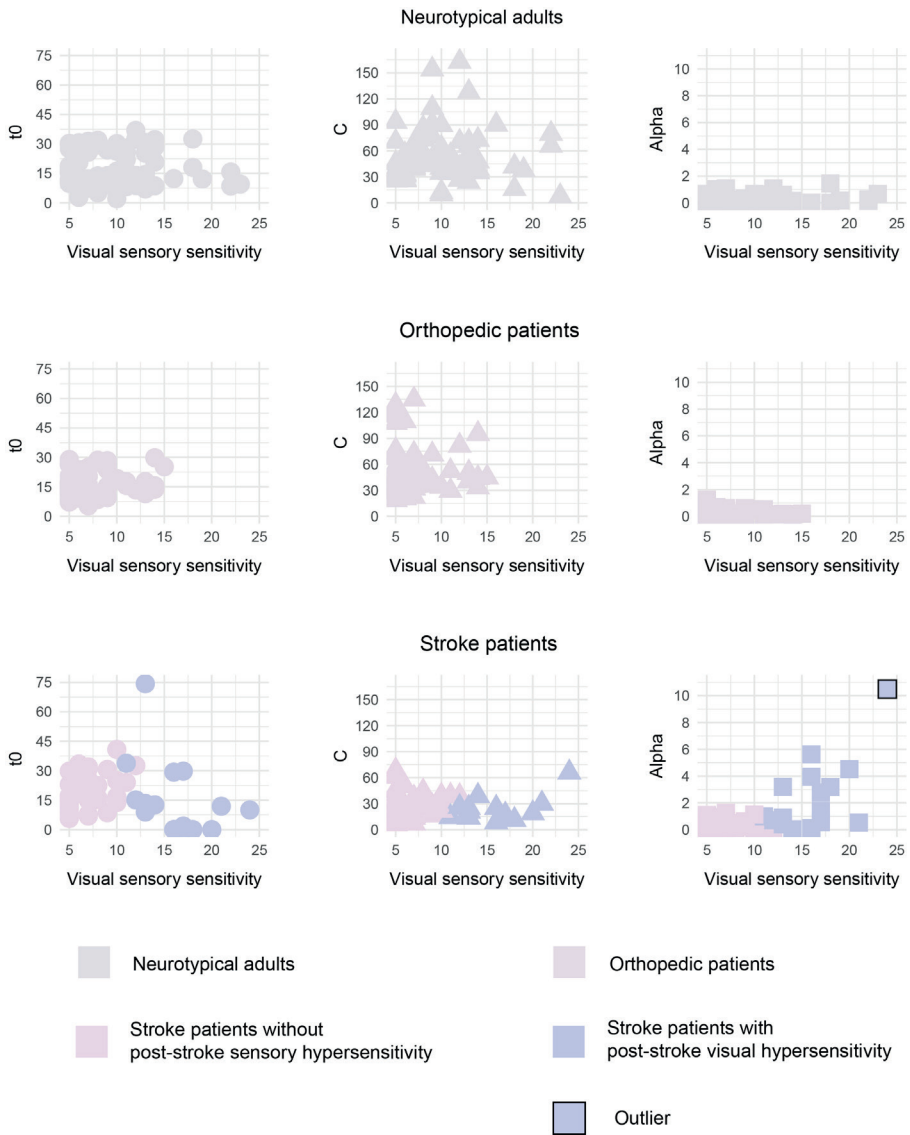 Neurotypical adults
75
60
45
30
15
0
t0
5 10 15 20 25
Visual sensory sensitivity
150
120
90
60
30
0
C
5 10 15 20 25
Visual sensory sensitivity
10
8
6
4
2
0
Alpha
5 10 15 20 25
Visual sensory sensitivity
Orthopedic patients
75
60
45
30
15
0
t0
5 10 15 20 25
Visual sensory sensitivity
150
120
90
60
30
0
C
5 10 15 20 25
Visual sensory sensitivity
10
8
6
4
2
0
Alpha
5 10 15 20 25
Visual sensory sensitivity
Stroke patients
75
60
45
30
15
0
t0
5 10 15 20 25
Visual sensory sensitivity
150
120
90
60
30
0
C
5 10 15 20 25
Visual sensory sensitivity
10
8
6
4
2
0
Alpha
5 10 15 20 25
Visual sensory sensitivity
Neurotypical adults
Orthopedic patients
Stroke patients without
post-stroke sensory hypersensitivity
Stroke patients with
post-stroke visual hypersensitivity
Outlier